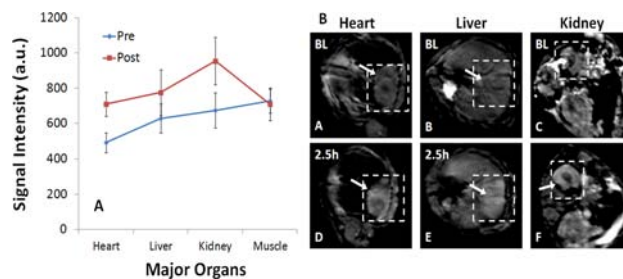 1200
1000
800
600
400
200
0
Signal Intensity (a.u.)
Pre
Post
A
Heart Liver Kidney Muscle
Major Organs
B
Heart Liver Kidney
BL BL BL
A B C
2.5h 2.5h
D E F